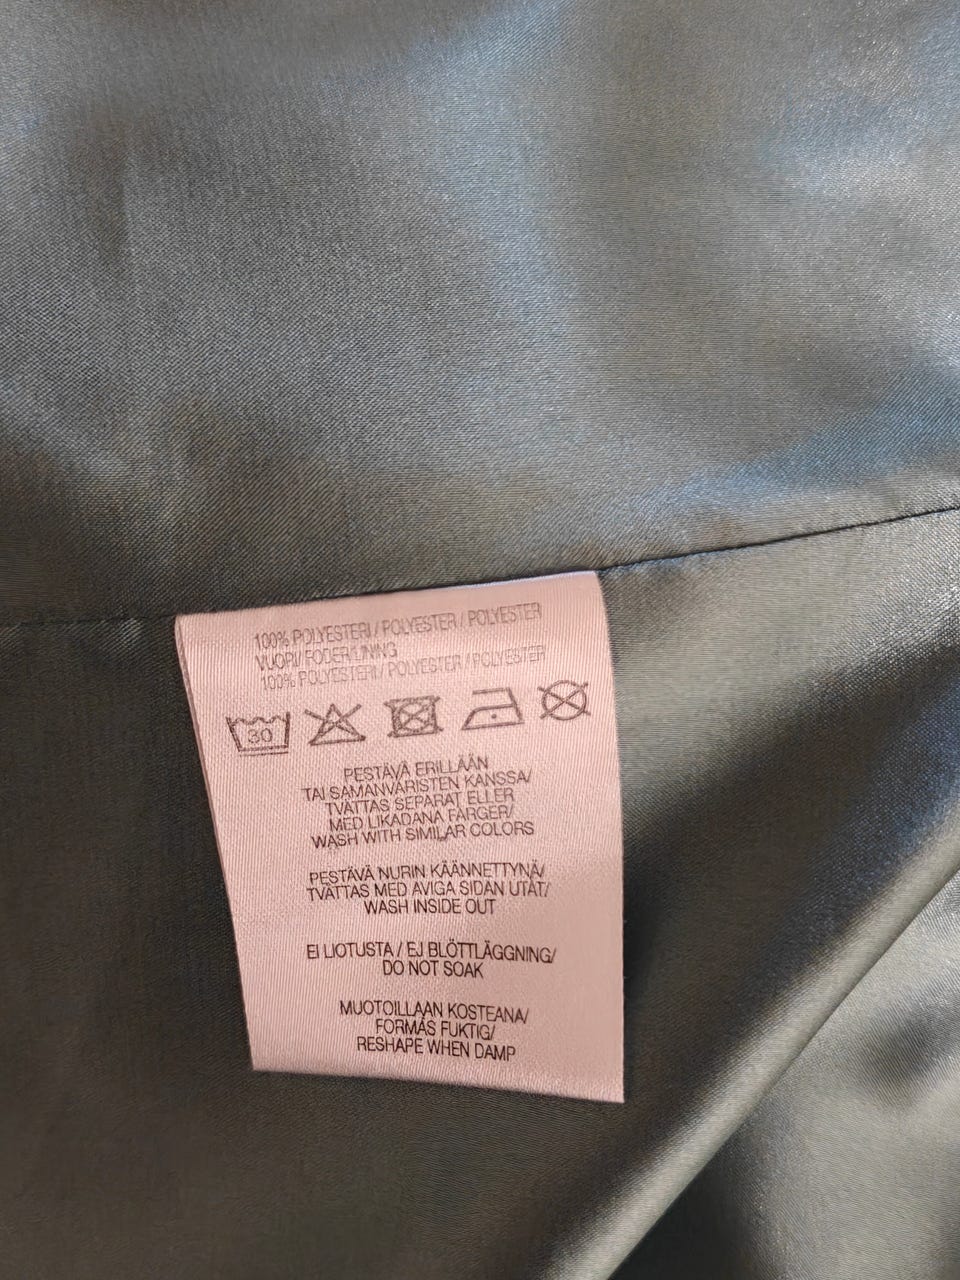 100% POLYESTERI / POLYESTER / POLYESTER
VUORI/ FODER/LINING
100% POLYESTERI / POLYESTER / POLYESTER
30
PESTÄVÄ ERILLÄÄN
TAI SAMANVÄRISTEN KANSSA/
TVÄTTAS SEPARAT ELLER
MED LIKADANA FÄRGER/
WASH WITH SIMILAR COLORS
PESTÄVÄ NURIN KÄÄNNETTYNÄ/
TVÄTTAS MED AVIGA SIDAN UTÅT/
WASH INSIDE OUT
EI LIOTUSTA / EJ BLÖTTLÄGGNING/
DO NOT SOAK
MUOTOILLAAN KOSTEANA/
FORMAS FUKTIG/
RESHAPE WHEN DAMP